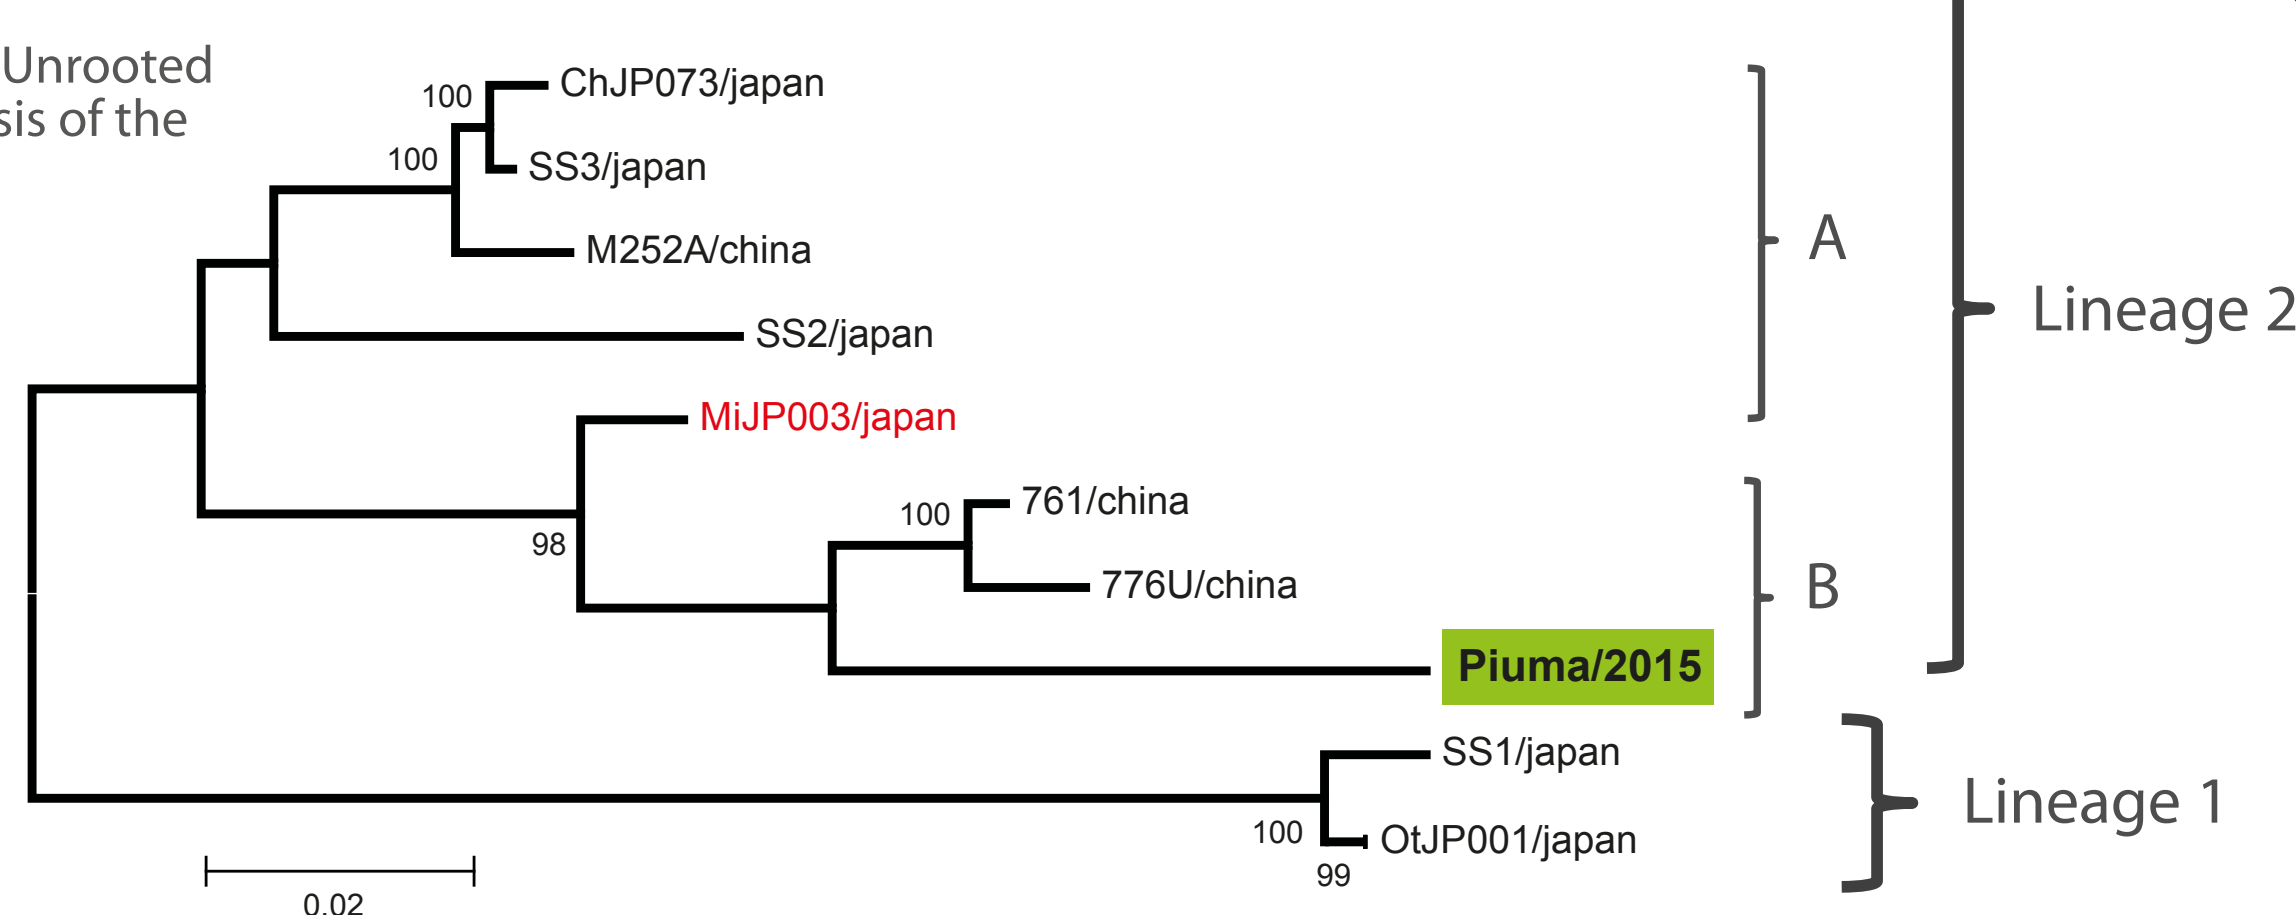 Unrooted
sis of the
100
ChJP073/japan
100
SS3/japan
M252A/china
A
SS2/japan
Lineage 2
MiJP003/japan
761/china
100
98
776U/china
B
Piuma/2015
SS1/japan
Lineage 1
100
OtJP001/japan
99
0.02